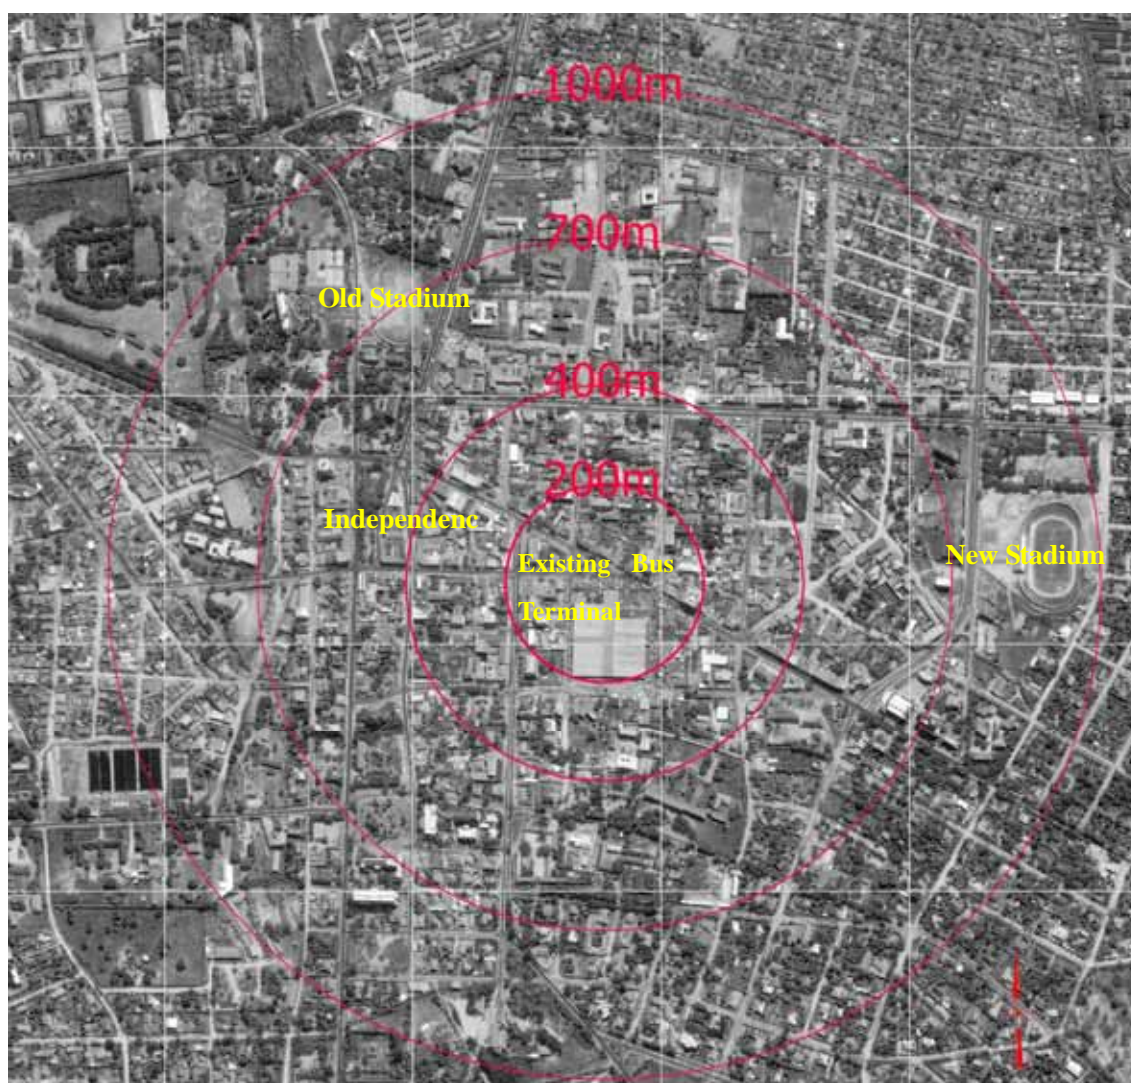 1000m
700m
Old Stadium
400m
200m
Independenc
Existing Bus
Terminal
New Stadium